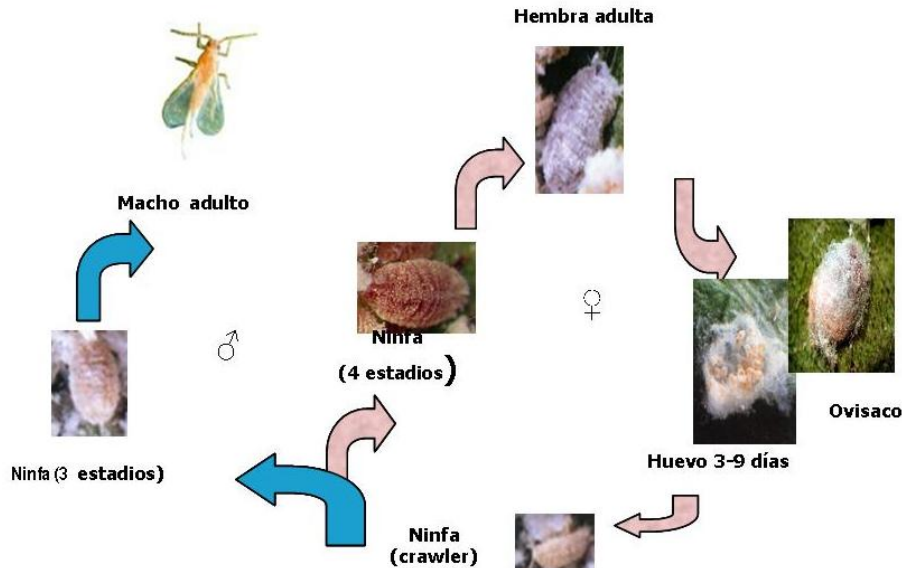 Hembra adulta
Macho adulto
♂
♀
Ninfa
(4 estadios)
Ovisaco
Huevo 3-9 días
Ninfa (3 estadios)
Ninfa
(crawler)